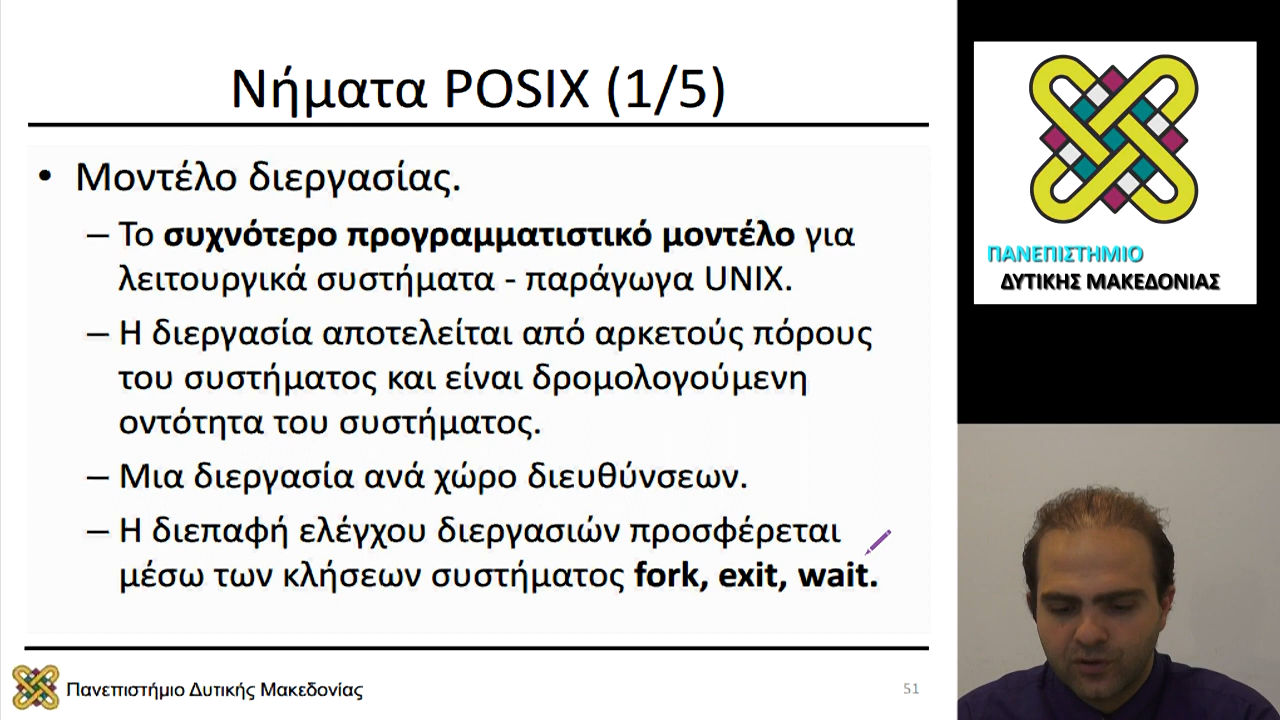 Νήματα POSIX (1/5)
• Μοντέλο διεργασίας.
– Το συχνότερο προγραμματιστικό μοντέλο για
λειτουργικά συστήματα - παράγωγα UNIX.
– Η διεργασία αποτελείται από αρκετούς πόρους
του συστήματος και είναι δρομολογούμενη
οντότητα του συστήματος.
– Μια διεργασία ανά χώρο διευθύνσεων.
– Η διεπαφή ελέγχου διεργασιών προσφέρεται
μέσω των κλήσεων συστήματος fork, exit, wait.
Πανεπιστήμιο Δυτικής Μακεδονίας
51
ΠΑΝΕΠΙΣΤΗΜΙΟ
ΔΥΤΙΚΗΣ ΜΑΚΕΔΟΝΙΑΣ